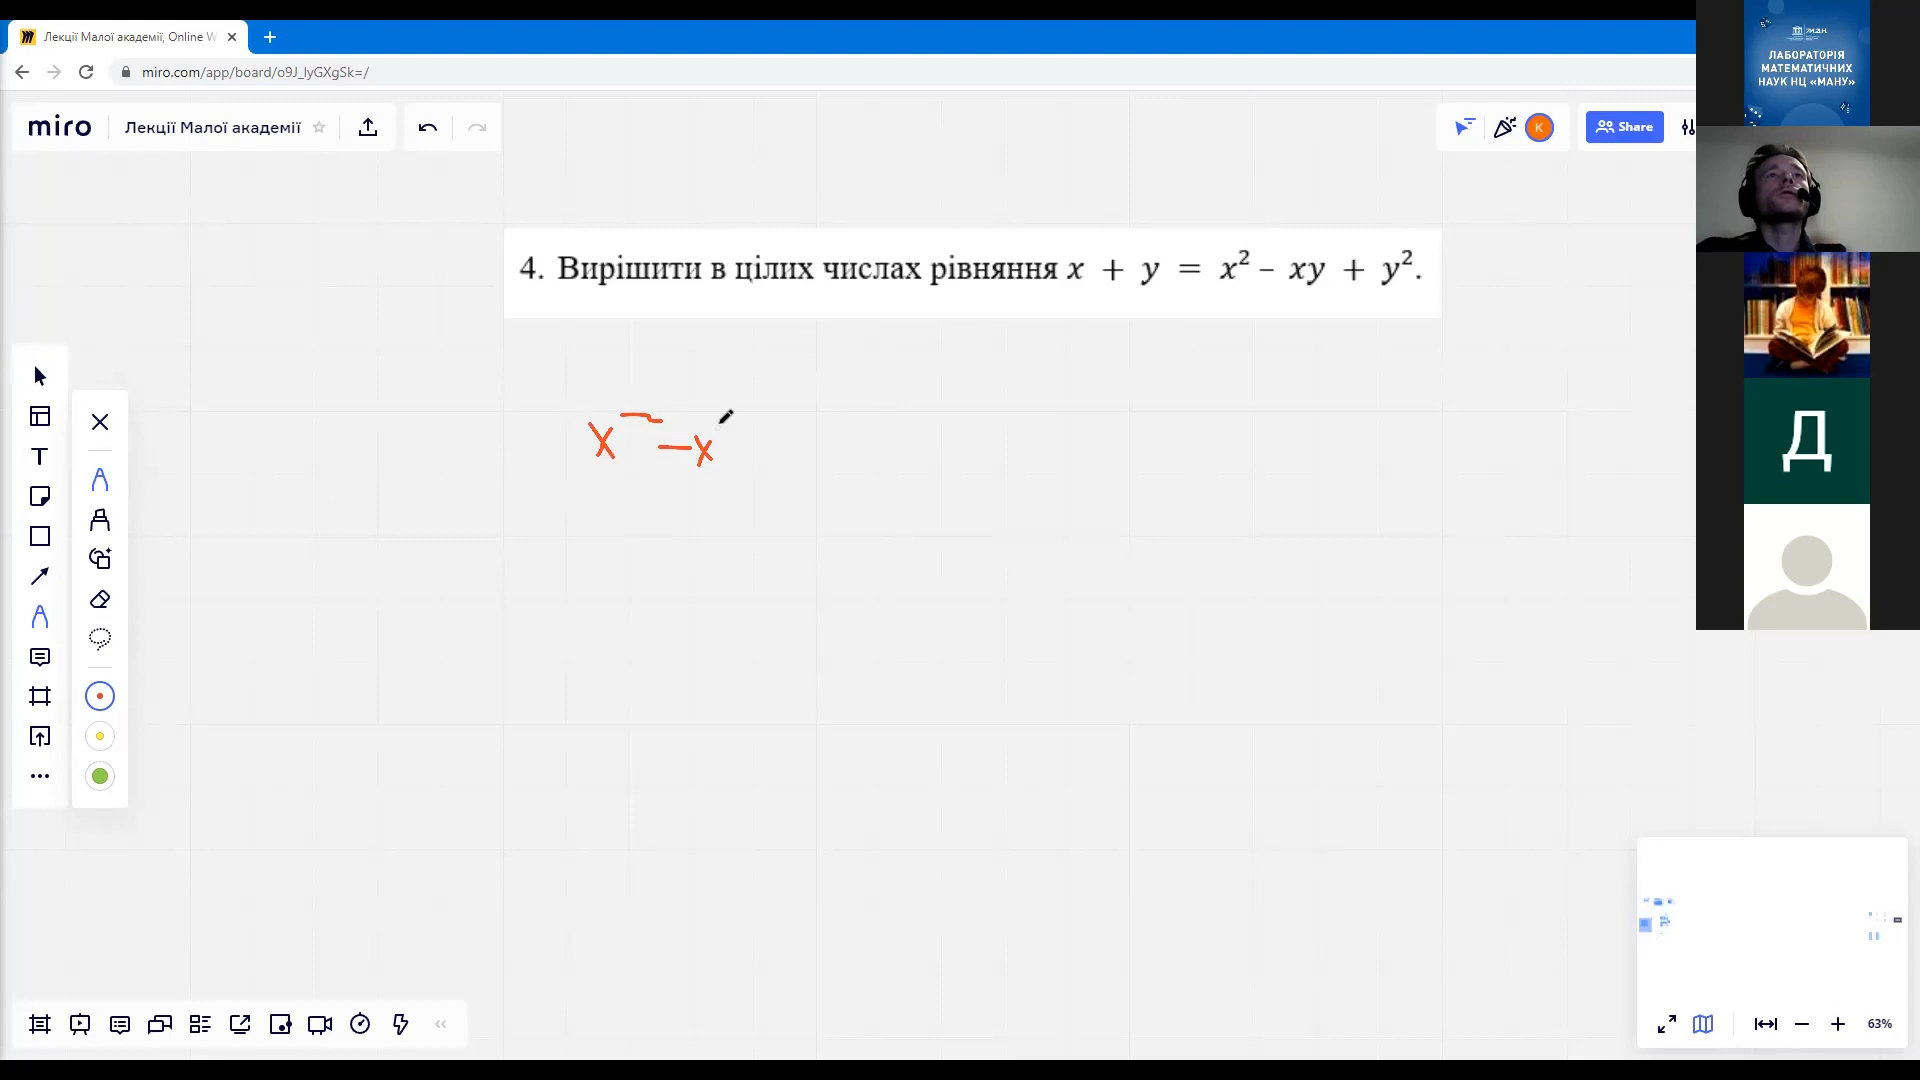 Лекції Малої академії, Online W
miro.com/app/board/o9J_lyGXgSk=/
miro
Лекції Малої академії
K
Share
ЛАБОРАТОРІЯ
МАТЕМАТИЧНИХ
НАУК НЦ «МАНУ»
4. Вирішити в цілих числах рівняння x + y = x² – xy + y².
x – x
Д
63%